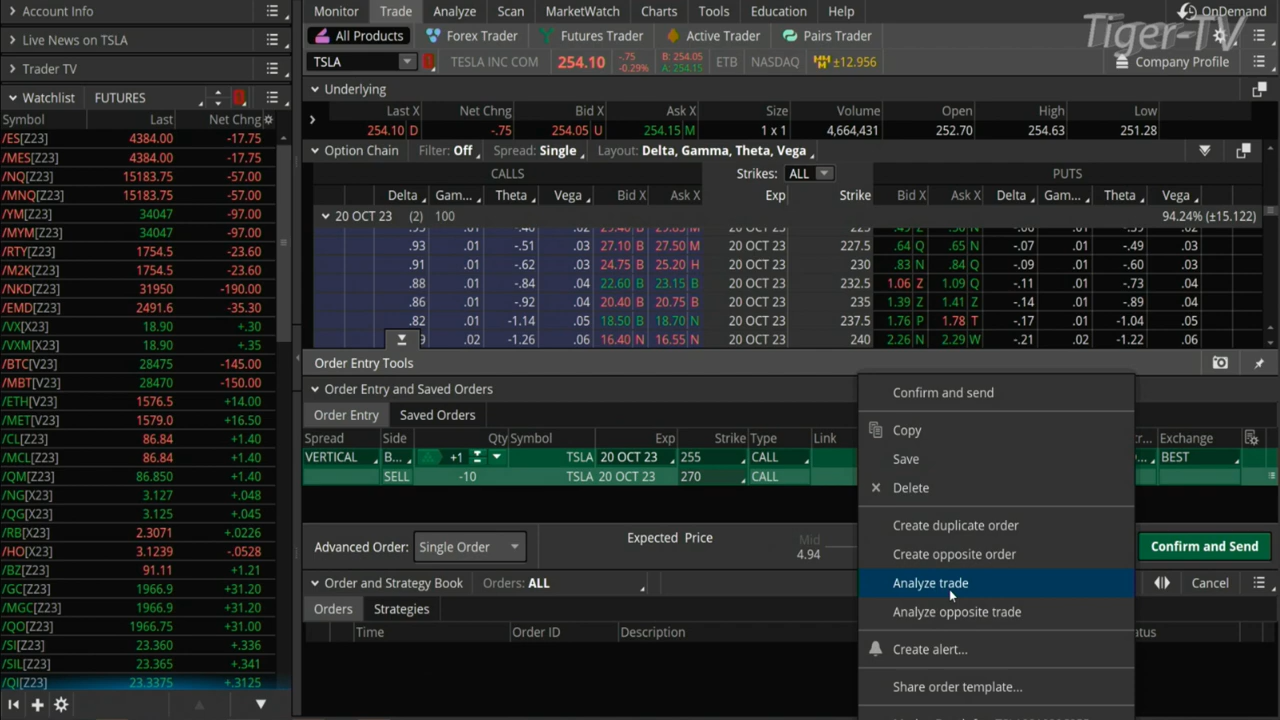 Account Info
Live News on TSLA
Trader TV
Watchlist FUTURES
Symbol Last Net Chng
/ES[Z23] 4384.00 -17.75
/MES[Z23] 4384.00 -17.75
/NQ[Z23] 15183.75 -57.00
/MNQ[Z23] 15183.75 -57.00
/YM[Z23] 34047 -97.00
/MYM[Z23] 34047 -97.00
/RTY[Z23] 1754.5 -23.60
/M2K[Z23] 1754.5 -23.60
/NKD[Z23] 31950 -190.00
/EMD[Z23] 2491.6 -35.30
/VX[X23] 18.90 +.30
/VXM[X23] 18.90 +.35
/BTC[V23] 28475 -145.00
/MBT[V23] 28470 -150.00
/ETH[V23] 1576.5 +14.00
/MET[V23] 1579.0 +16.50
/CL[Z23] 86.84 +1.40
/MCL[Z23] 86.84 +1.40
/QM[Z23] 86.850 +1.40
/NG[X23] 3.127 +.048
/QG[X23] 3.127 +.048
/RB[X23] 2.3071 +.0226
/HO[X23] 3.1239 -.0528
/BZ[Z23] 91.11 +1.21
/GC[Z23] 1966.9 +31.20
/MGC[Z23] 1966.9 +31.20
/QO[Z23] 1966.75 +31.00
/SI[Z23] 23.360 +.336
/SIL[Z23] 23.365 +.341
/QI[Z23] 23.3375 +.3125
Monitor Trade Analyze Scan MarketWatch Charts Tools Education Help OnDemand
Tiger-TV
All Products Forex Trader Futures Trader Active Trader Pairs Trader
TSLA TESLA INC COM 254.10 -.75 -0.29% B: 254.05 A: 254.15 ETB NASDAQ ±12.956 Company Profile
Underlying
Last X Net Chng Bid X Ask X Size Volume Open High Low
254.10 D -.75 254.05 U 254.15 M 1 x 1 4,664,431 252.70 254.63 251.28
Option Chain Filter: Off Spread: Single Layout: Delta, Gamma, Theta, Vega
CALLS Strikes: ALL PUTS
Delta Gam... Theta Vega Bid X Ask X Exp Strike Bid X Ask X Delta Gam... Theta Vega
20 OCT 23 (2) 100 94.24% (±15.122)
20 OCT 23 225
.93 .01 -.51 .03 27.10 B 27.50 M 20 OCT 23 227.5 .64 Q .65 N -.07 .01 -.49 .03
.91 .01 -.62 .03 24.75 B 25.20 H 20 OCT 23 230 .83 N .84 Q -.09 .01 -.60 .03
.88 .01 -.84 .04 22.60 B 23.15 B 20 OCT 23 232.5 1.06 Z 1.09 Q -.11 .01 -.74 .04
.86 .01 -.92 .04 20.40 B 20.75 B 20 OCT 23 235 1.39 Z 1.41 Z -.14 .01 -.89 .04
.82 .01 -1.14 .05 18.50 B 18.70 N 20 OCT 23 237.5 1.76 P 1.78 T -.17 .01 -1.04 .05
9 .02 -1.26 .06 16.40 N 16.55 N 20 OCT 23 240 2.26 N 2.29 W -.21 .02 -1.22 .06
Order Entry Tools
Order Entry and Saved Orders
Order Entry Saved Orders
Spread Side Qty Symbol Exp Strike Type Link Exchange
VERTICAL B... +1 TSLA 20 OCT 23 255 CALL BEST
SELL -10 TSLA 20 OCT 23 270 CALL
Advanced Order: Single Order Expected Price Mid 4.94 Confirm and Send
Order and Strategy Book Orders: ALL Cancel
Orders Strategies
Time Order ID Description
Confirm and send
Copy
Save
Delete
Create duplicate order
Create opposite order
Analyze trade
Analyze opposite trade
Create alert...
Share order template...